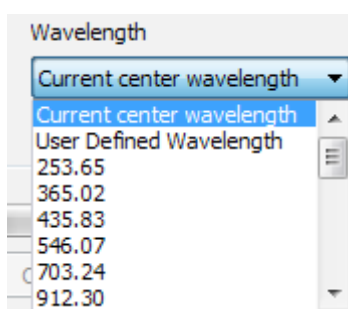 Wavelength
Current center wavelength
Current center wavelength
User Defined Wavelength
253.65
365.02
435.83
546.07
703.24
912.30